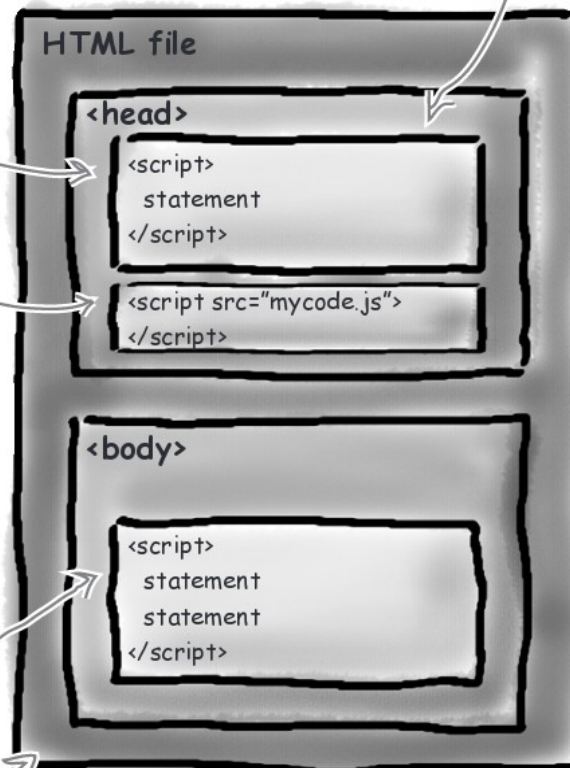 HTML file
<head>
<script>
statement
</script>
<script src="mycode.js">
</script>
<body>
<script>
statement
statement
</script>